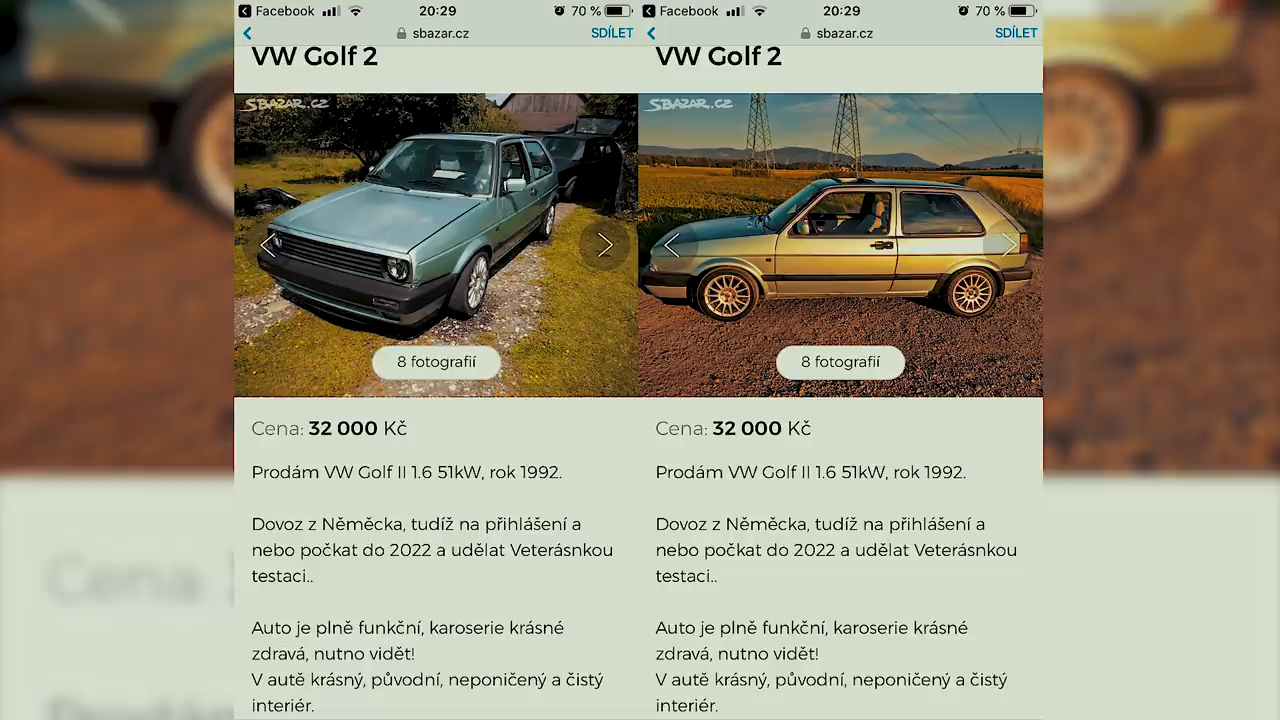 Facebook
20:29
70 %
sbazar.cz
SDÍLET
VW Golf 2
SBAZAR.CZ
8 fotografií
Cena: 32 000 Kč
Prodám VW Golf II 1.6 51kW, rok 1992.
Dovoz z Německa, tudíž na přihlášení a
nebo počkat do 2022 a udělat Veterásnkou
testaci..
Auto je plně funkční, karoserie krásné
zdravá, nutno vidět!
V autě krásný, původní, neponičený a čistý
interiér.
Facebook
20:29
70 %
sbazar.cz
SDÍLET
VW Golf 2
SBAZAR.CZ
8 fotografií
Cena: 32 000 Kč
Prodám VW Golf II 1.6 51kW, rok 1992.
Dovoz z Německa, tudíž na přihlášení a
nebo počkat do 2022 a udělat Veterásnkou
testaci..
Auto je plně funkční, karoserie krásné
zdravá, nutno vidět!
V autě krásný, původní, neponičený a čistý
interiér.